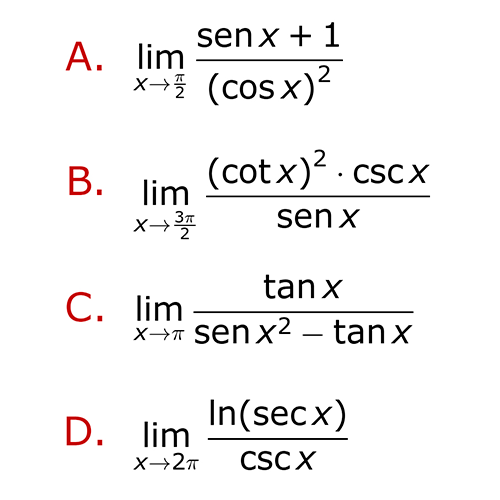 A. lim x→π/2 (sen x + 1)/(cos x)²
B. lim x→3π/2 ((cot x)² · csc x)/(sen x)
C. lim x→π (tan x)/(sen x² − tan x)
D. lim x→2π (ln(sec x))/(csc x)